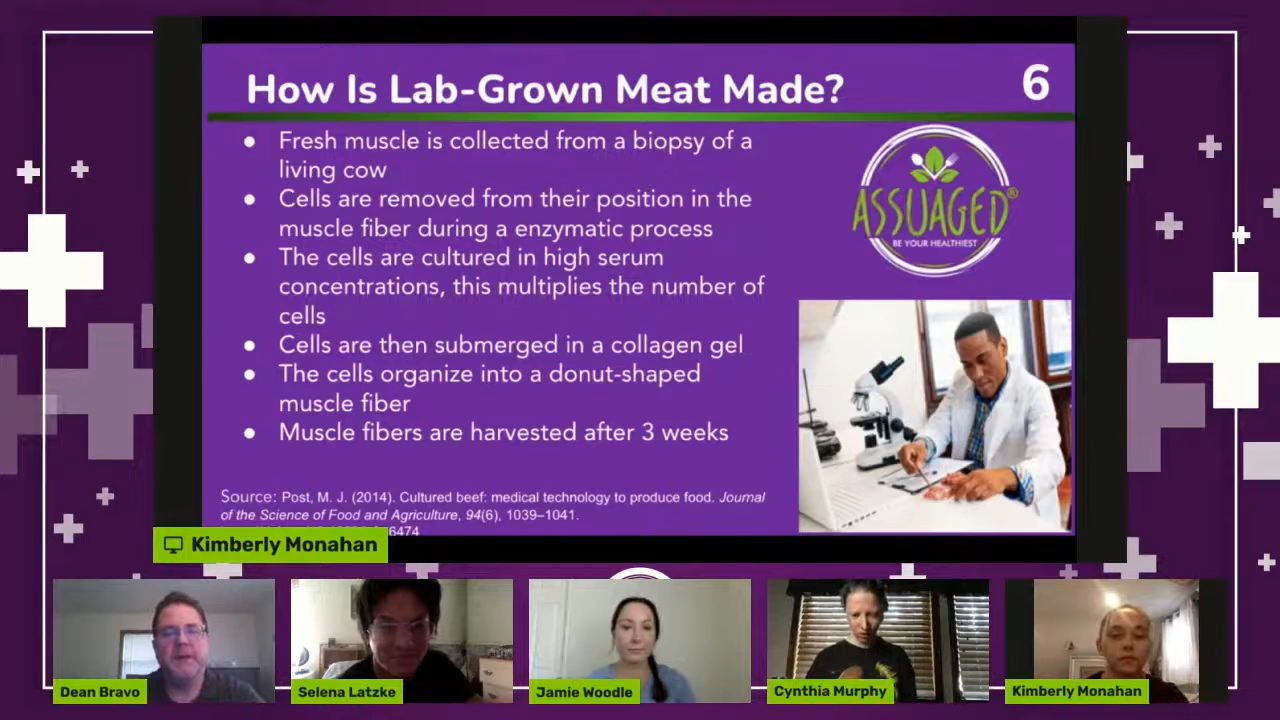 How Is Lab-Grown Meat Made?
6
● Fresh muscle is collected from a biopsy of a
living cow
● Cells are removed from their position in the
muscle fiber during a enzymatic process
● The cells are cultured in high serum
concentrations, this multiplies the number of
cells
● Cells are then submerged in a collagen gel
● The cells organize into a donut-shaped
muscle fiber
● Muscle fibers are harvested after 3 weeks
ASSUAGED®
BE YOUR HEALTHIEST
Source: Post, M. J. (2014). Cultured beef: medical technology to produce food. Journal
of the Science of Food and Agriculture, 94(6), 1039–1041.
6474
Kimberly Monahan
Dean Bravo
Selena Latzke
Jamie Woodle
Cynthia Murphy
Kimberly Monahan